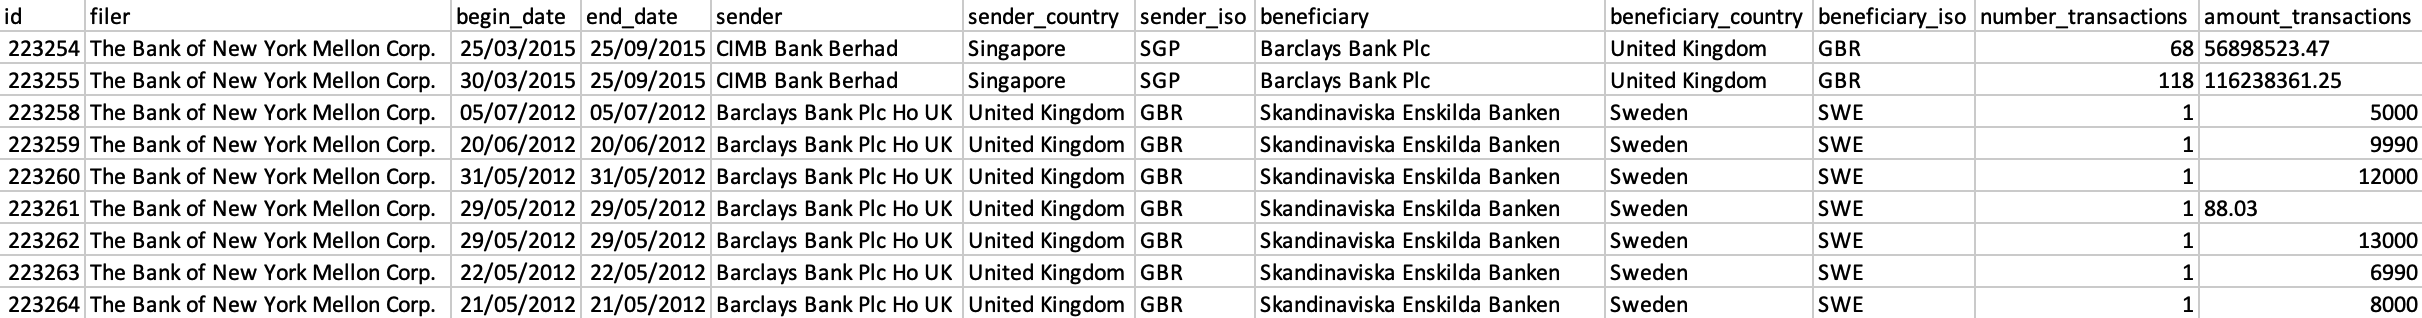 id filer begin_date end_date sender sender_country sender_iso beneficiary beneficiary_country beneficiary_iso number_transactions amount_transactions
223254 The Bank of New York Mellon Corp. 25/03/2015 25/09/2015 CIMB Bank Berhad Singapore SGP Barclays Bank Plc United Kingdom GBR 68 56898523.47
223255 The Bank of New York Mellon Corp. 30/03/2015 25/09/2015 CIMB Bank Berhad Singapore SGP Barclays Bank Plc United Kingdom GBR 118 116238361.25
223258 The Bank of New York Mellon Corp. 05/07/2012 05/07/2012 Barclays Bank Plc Ho UK United Kingdom GBR Skandinaviska Enskilda Banken Sweden SWE 1 5000
223259 The Bank of New York Mellon Corp. 20/06/2012 20/06/2012 Barclays Bank Plc Ho UK United Kingdom GBR Skandinaviska Enskilda Banken Sweden SWE 1 9990
223260 The Bank of New York Mellon Corp. 31/05/2012 31/05/2012 Barclays Bank Plc Ho UK United Kingdom GBR Skandinaviska Enskilda Banken Sweden SWE 1 12000
223261 The Bank of New York Mellon Corp. 29/05/2012 29/05/2012 Barclays Bank Plc Ho UK United Kingdom GBR Skandinaviska Enskilda Banken Sweden SWE 1 88.03
223262 The Bank of New York Mellon Corp. 29/05/2012 29/05/2012 Barclays Bank Plc Ho UK United Kingdom GBR Skandinaviska Enskilda Banken Sweden SWE 1 13000
223263 The Bank of New York Mellon Corp. 22/05/2012 22/05/2012 Barclays Bank Plc Ho UK United Kingdom GBR Skandinaviska Enskilda Banken Sweden SWE 1 6990
223264 The Bank of New York Mellon Corp. 21/05/2012 21/05/2012 Barclays Bank Plc Ho UK United Kingdom GBR Skandinaviska Enskilda Banken Sweden SWE 1 8000